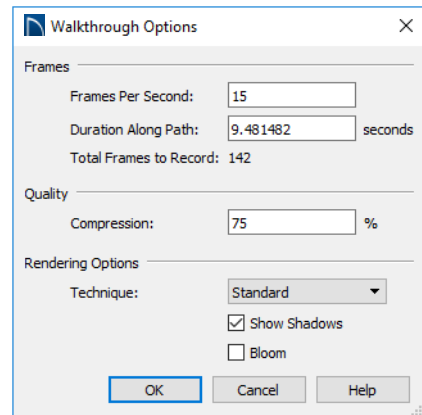 Walkthrough Options
Frames
Frames Per Second: 15
Duration Along Path: 9.481482 seconds
Total Frames to Record: 142
Quality
Compression: 75 %
Rendering Options
Technique: Standard
Show Shadows
Bloom
OK Cancel Help